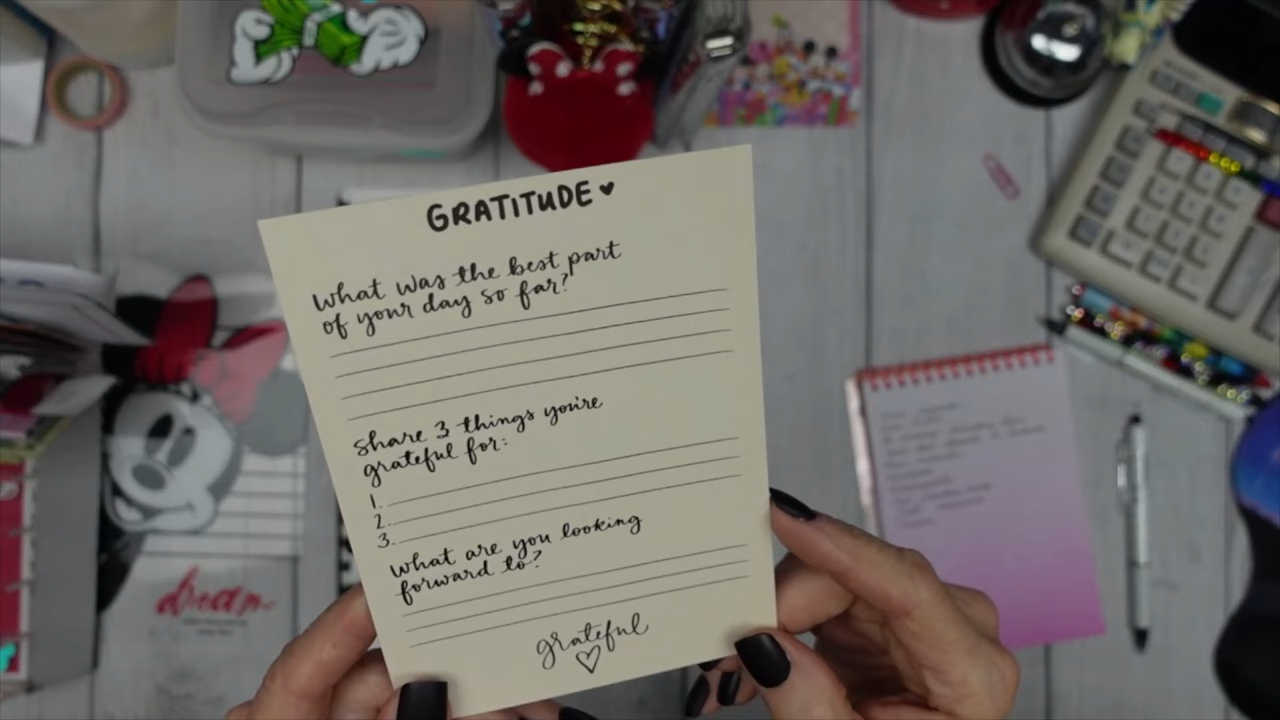 GRATITUDE ♥
What was the best part
of your day so far?
Share 3 things you're
grateful for:
1.
2.
3.
What are you looking
forward to?
grateful
dream